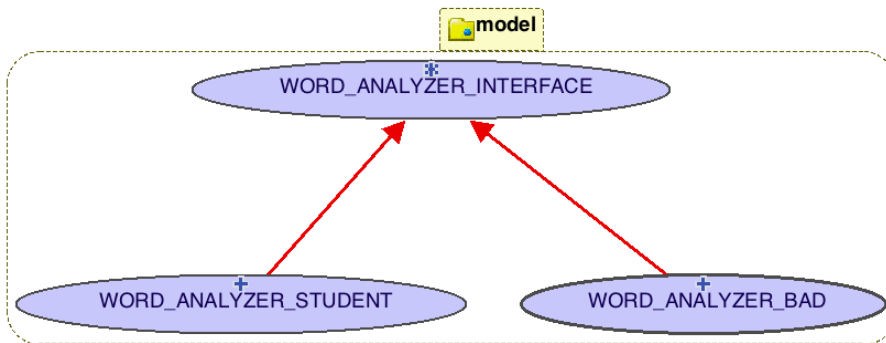 model
WORD_ANALYZER_INTERFACE
WORD_ANALYZER_STUDENT
WORD_ANALYZER_BAD